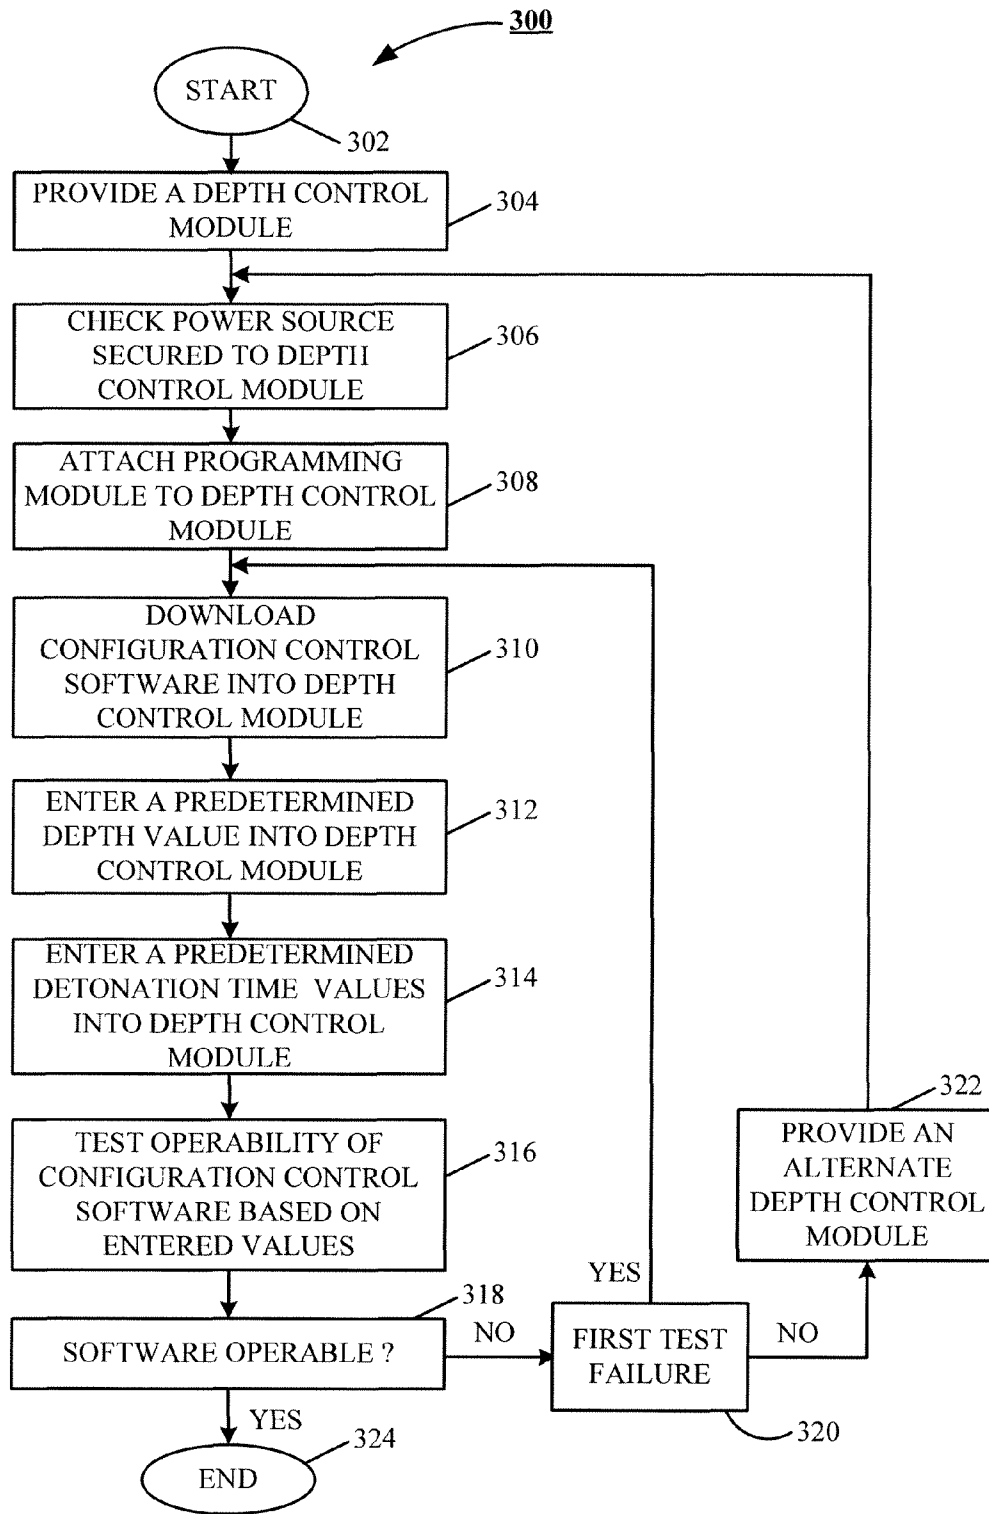 300
START
302
PROVIDE A DEPTH CONTROL
MODULE
304
CHECK POWER SOURCE
SECURED TO DEPTH
CONTROL MODULE
306
ATTACH PROGRAMMING
MODULE TO DEPTH CONTROL
MODULE
308
DOWNLOAD
CONFIGURATION CONTROL
SOFTWARE INTO DEPTH
CONTROL MODULE
310
ENTER A PREDETERMINED
DEPTH VALUE INTO DEPTH
CONTROL MODULE
312
ENTER A PREDETERMINED
DETONATION TIME VALUES
INTO DEPTH CONTROL
MODULE
314
TEST OPERABILITY OF
CONFIGURATION CONTROL
SOFTWARE BASED ON
ENTERED VALUES
316
SOFTWARE OPERABLE ?
318
NO
YES
FIRST TEST
FAILURE
320
NO
322
PROVIDE AN
ALTERNATE
DEPTH CONTROL
MODULE
YES
324
END